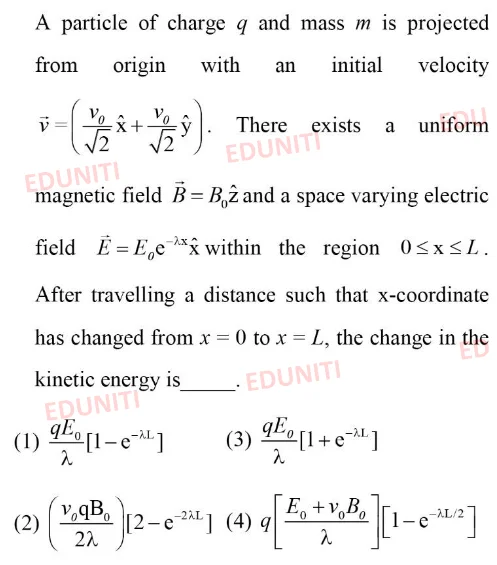 A particle of charge q and mass m is projected
from origin with an initial velocity
v⃗ = (v₀/√2 x̂ + v₀/√2 ŷ). There exists a uniform
magnetic field B⃗ = B₀ẑ and a space varying electric
field E⃗ = E₀e^(−λx)x̂ within the region 0 ≤ x ≤ L.
After travelling a distance such that x-coordinate
has changed from x = 0 to x = L, the change in the
kinetic energy is_____.
(1) qE₀/λ [1 − e^(−λL)] (3) qE₀/λ [1 + e^(−λL)]
(2) (v₀qB₀/2λ) [2 − e^(−2λL)] (4) q[(E₀ + v₀B₀)/λ] [1 − e^(−λL/2)]
EDU
EDUNITI
EDUNITI
ED
EDUNITI
EDUNITI